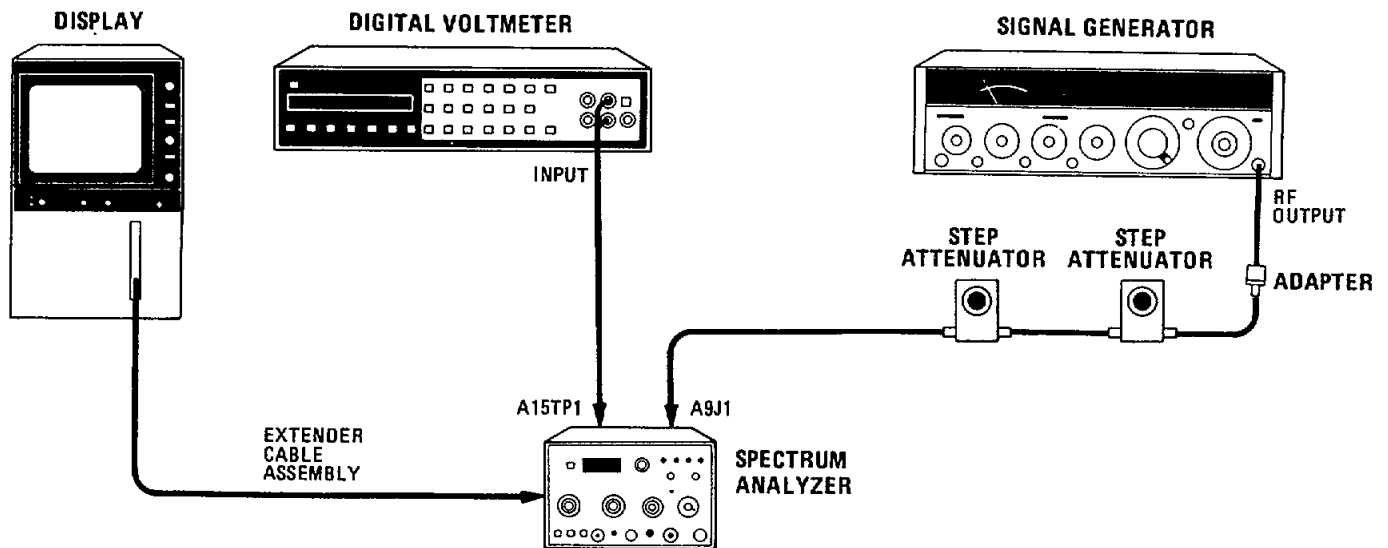 DISPLAY
DIGITAL VOLTMETER
SIGNAL GENERATOR
INPUT
RF
OUTPUT
STEP
ATTENUATOR
STEP
ATTENUATOR
ADAPTER
A15TP1
A9J1
EXTENDER
CABLE
ASSEMBLY
SPECTRUM
ANALYZER